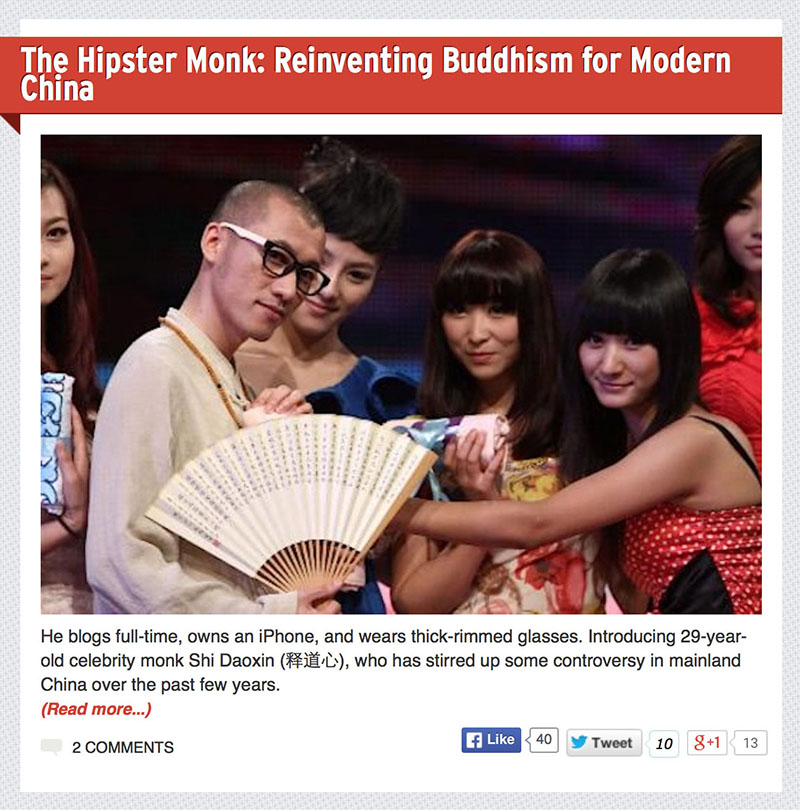 The Hipster Monk: Reinventing Buddhism for Modern
China
He blogs full-time, owns an iPhone, and wears thick-rimmed glasses. Introducing 29-year-
old celebrity monk Shi Daoxin (释道心), who has stirred up some controversy in mainland
China over the past few years.
(Read more...)
2 COMMENTS
Like 40
Tweet 10
g+1 13